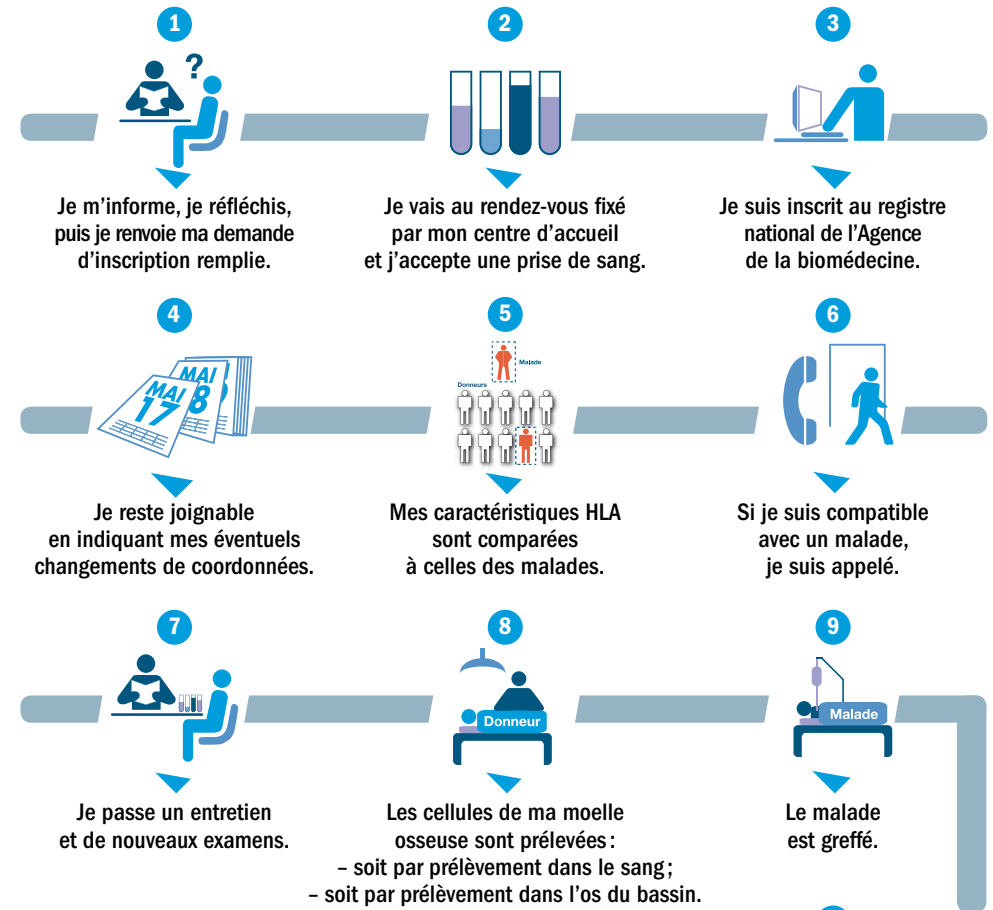 1
?
Je m'informe, je réfléchis,
puis je renvoie ma demande
d'inscription remplie.
2
Je vais au rendez-vous fixé
par mon centre d'accueil
et j'accepte une prise de sang.
3
Je suis inscrit au registre
national de l'Agence
de la biomédecine.
4
MAI
17
MAI
8
Je reste joignable
en indiquant mes éventuels
changements de coordonnées.
5
Malade
Donneurs
Mes caractéristiques HLA
sont comparées
à celles des malades.
6
Si je suis compatible
avec un malade,
je suis appelé.
7
Je passe un entretien
et de nouveaux examens.
8
Donneur
Les cellules de ma moelle
osseuse sont prélevées :
– soit par prélèvement dans le sang ;
– soit par prélèvement dans l'os du bassin.
9
Malade
Le malade
est greffé.